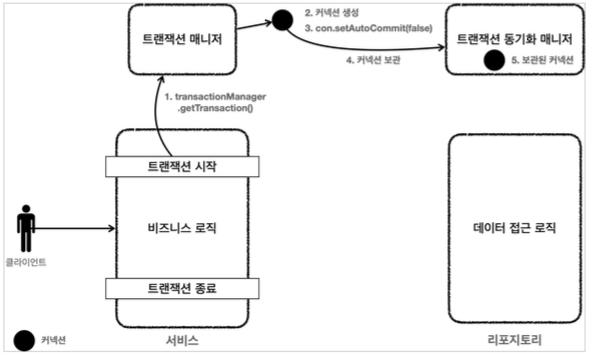 트랜잭션 매니저
2. 커넥션 생성
3. con.setAutoCommit(false)
4. 커넥션 보관
트랜잭션 동기화 매니저
5. 보관된 커넥션
1. transactionManager
.getTransaction()
트랜잭션 시작
비즈니스 로직
트랜잭션 종료
클라이언트
데이터 접근 로직
커넥션
서비스
리포지토리